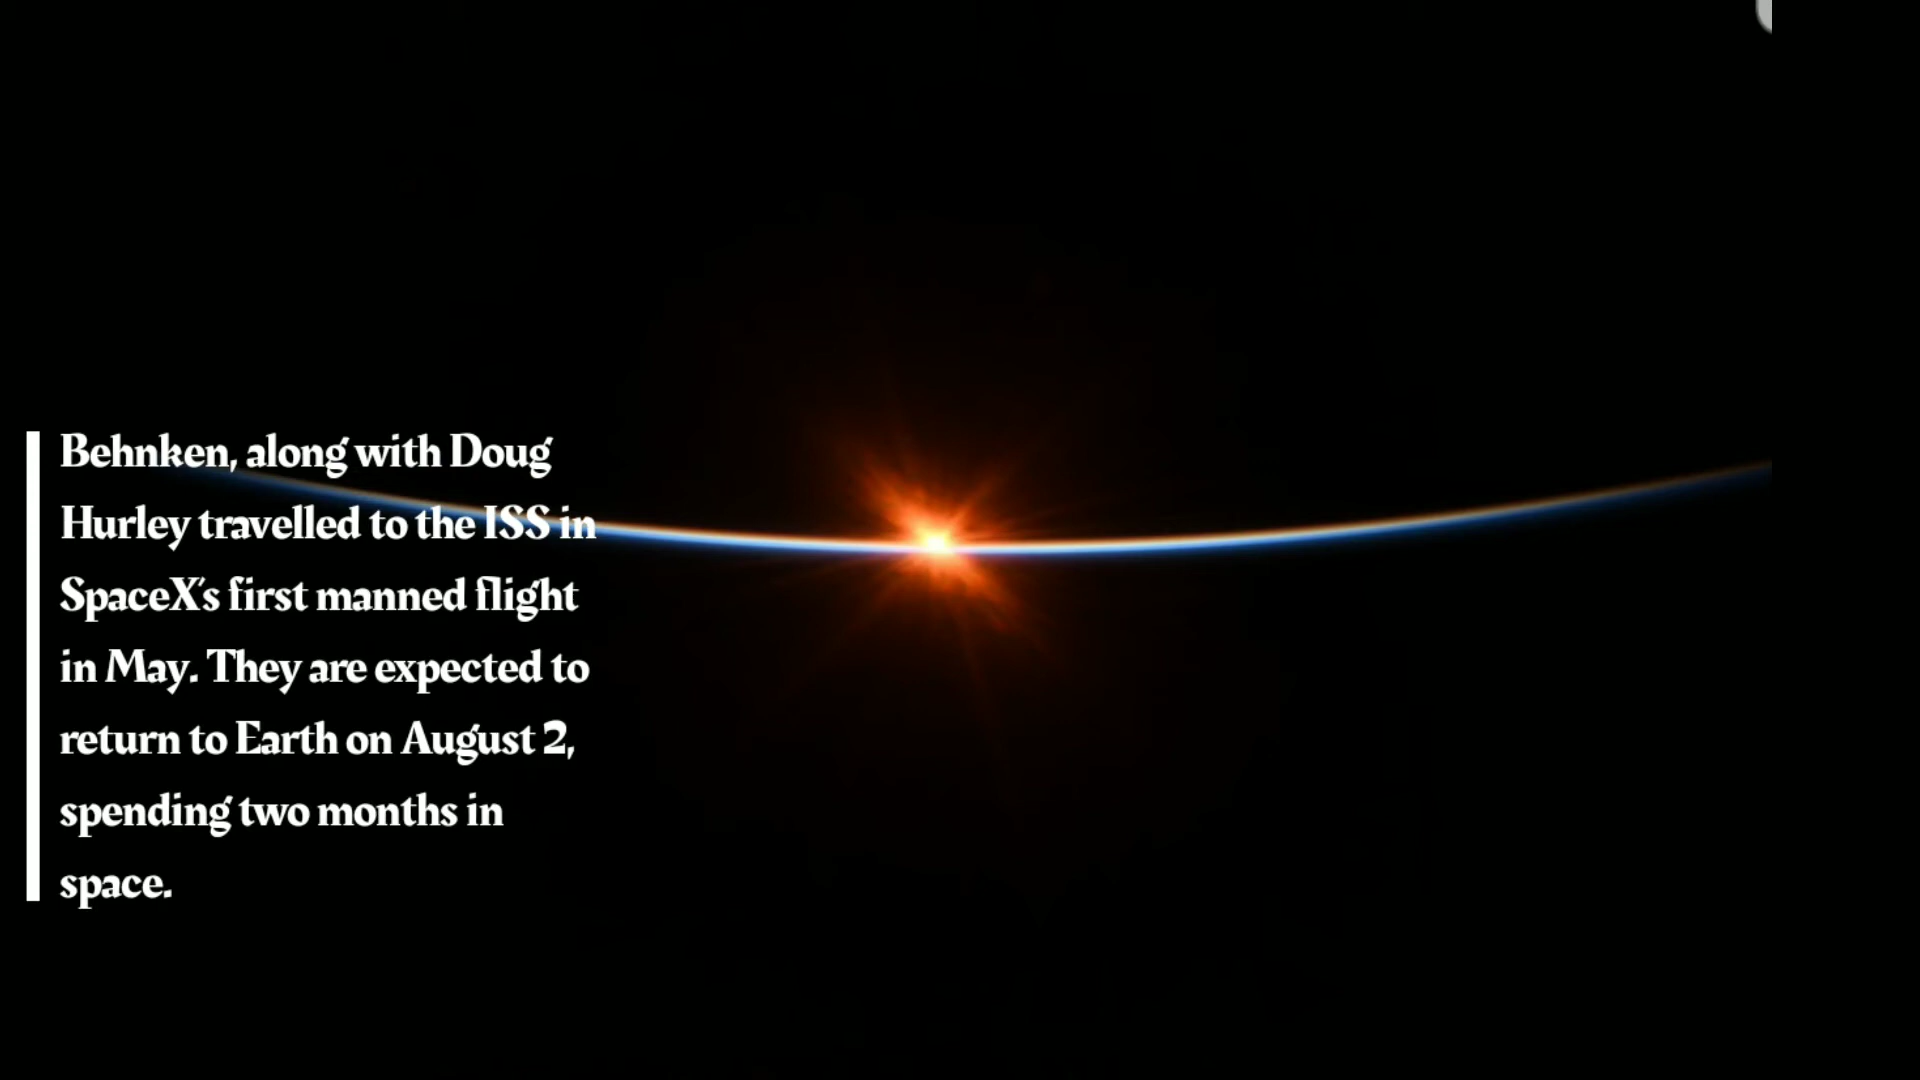 Behnken, along with Doug
Hurley travelled to the ISS in
SpaceX's first manned flight
in May. They are expected to
return to Earth on August 2,
spending two months in
space.